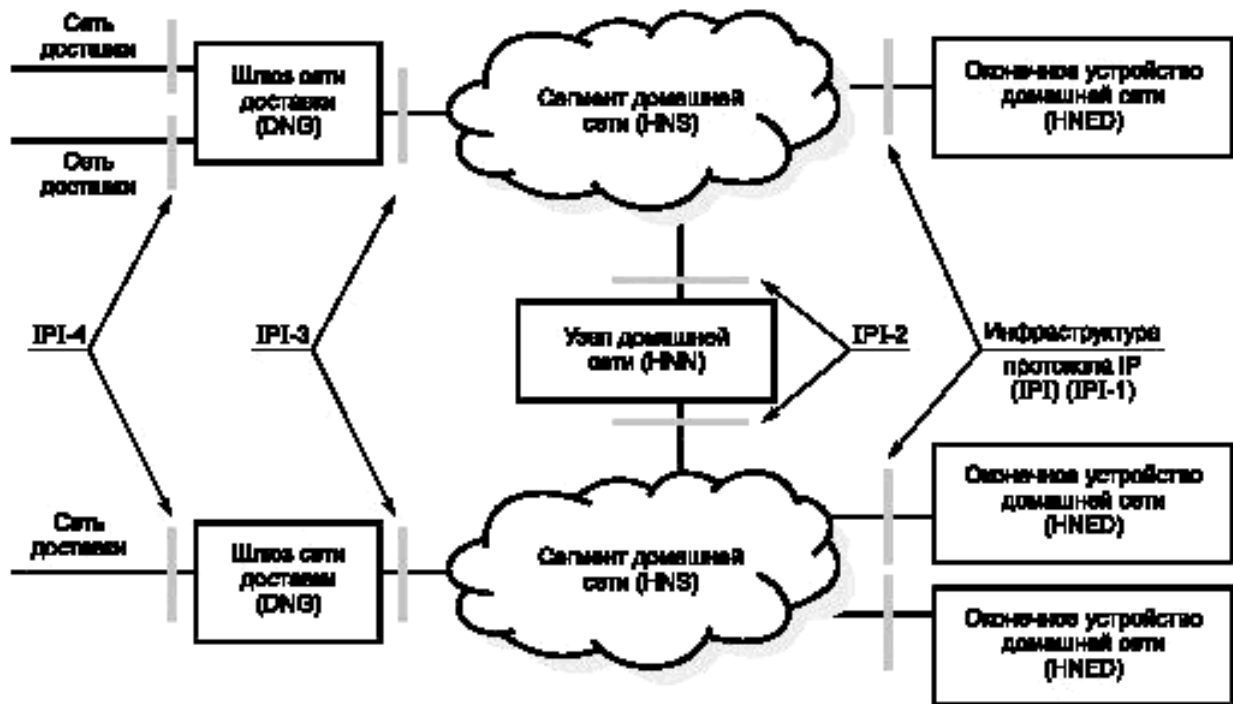 Сеть
доставки
Шлюз сети
доставки
(DNG)
Сеть
доставки
Сегмент домашней
сети (HNS)
Оконечное устройство
домашней сети
(HNED)
IPI-4
IPI-3
Узел домашней
сети (HNN)
IPI-2
Инфраструктура
протокола IP
(IPI) (IPI-1)
Сеть
доставки
Шлюз сети
доставки
(DNG)
Сегмент домашней
сети (HNS)
Оконечное устройство
домашней сети
(HNED)
Оконечное устройство
домашней сети
(HNED)